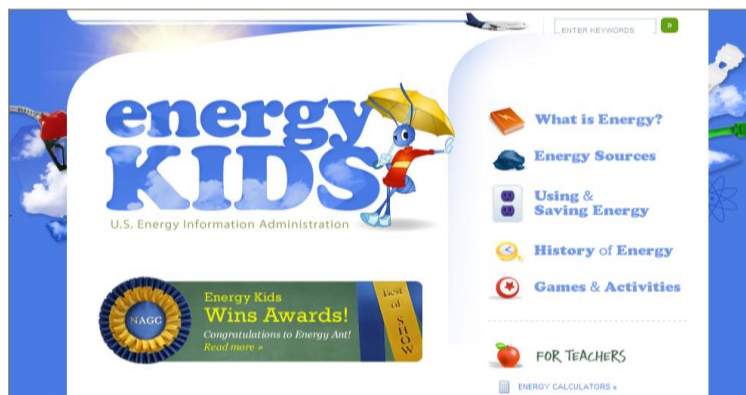 ENTER KEYWORDS
»
energy
KIDS
U.S. Energy Information Administration
What is Energy?
Energy Sources
Using &
Saving Energy
History of Energy
Games & Activities
NAGC
Energy Kids
Wins Awards!
Congratulations to Energy Ant!
Read more »
Best
of
SHOW
FOR TEACHERS
ENERGY CALCULATORS »